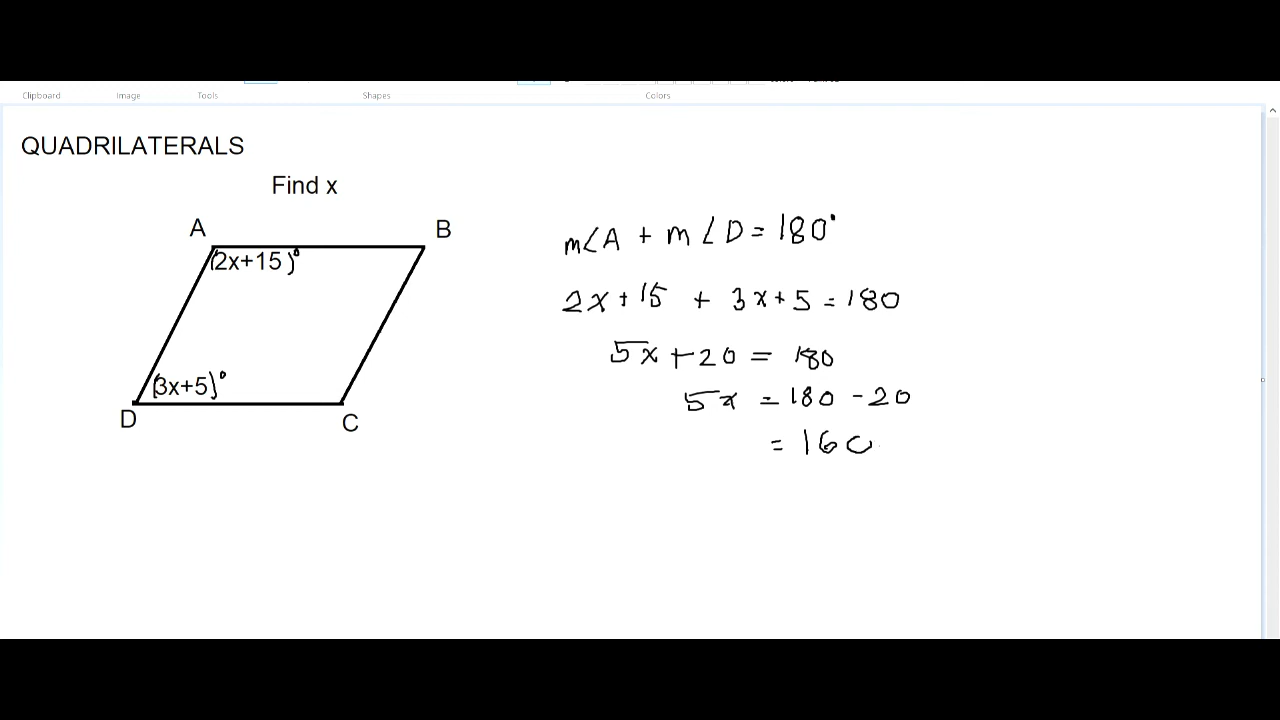 Clipboard Image Tools Shapes Colors
QUADRILATERALS
Find x
A B
(2x+15)°
(3x+5)°
D C
m∠A + m∠D = 180°
2x + 15 + 3x + 5 = 180
5x + 20 = 180
5x = 180 - 20
= 160